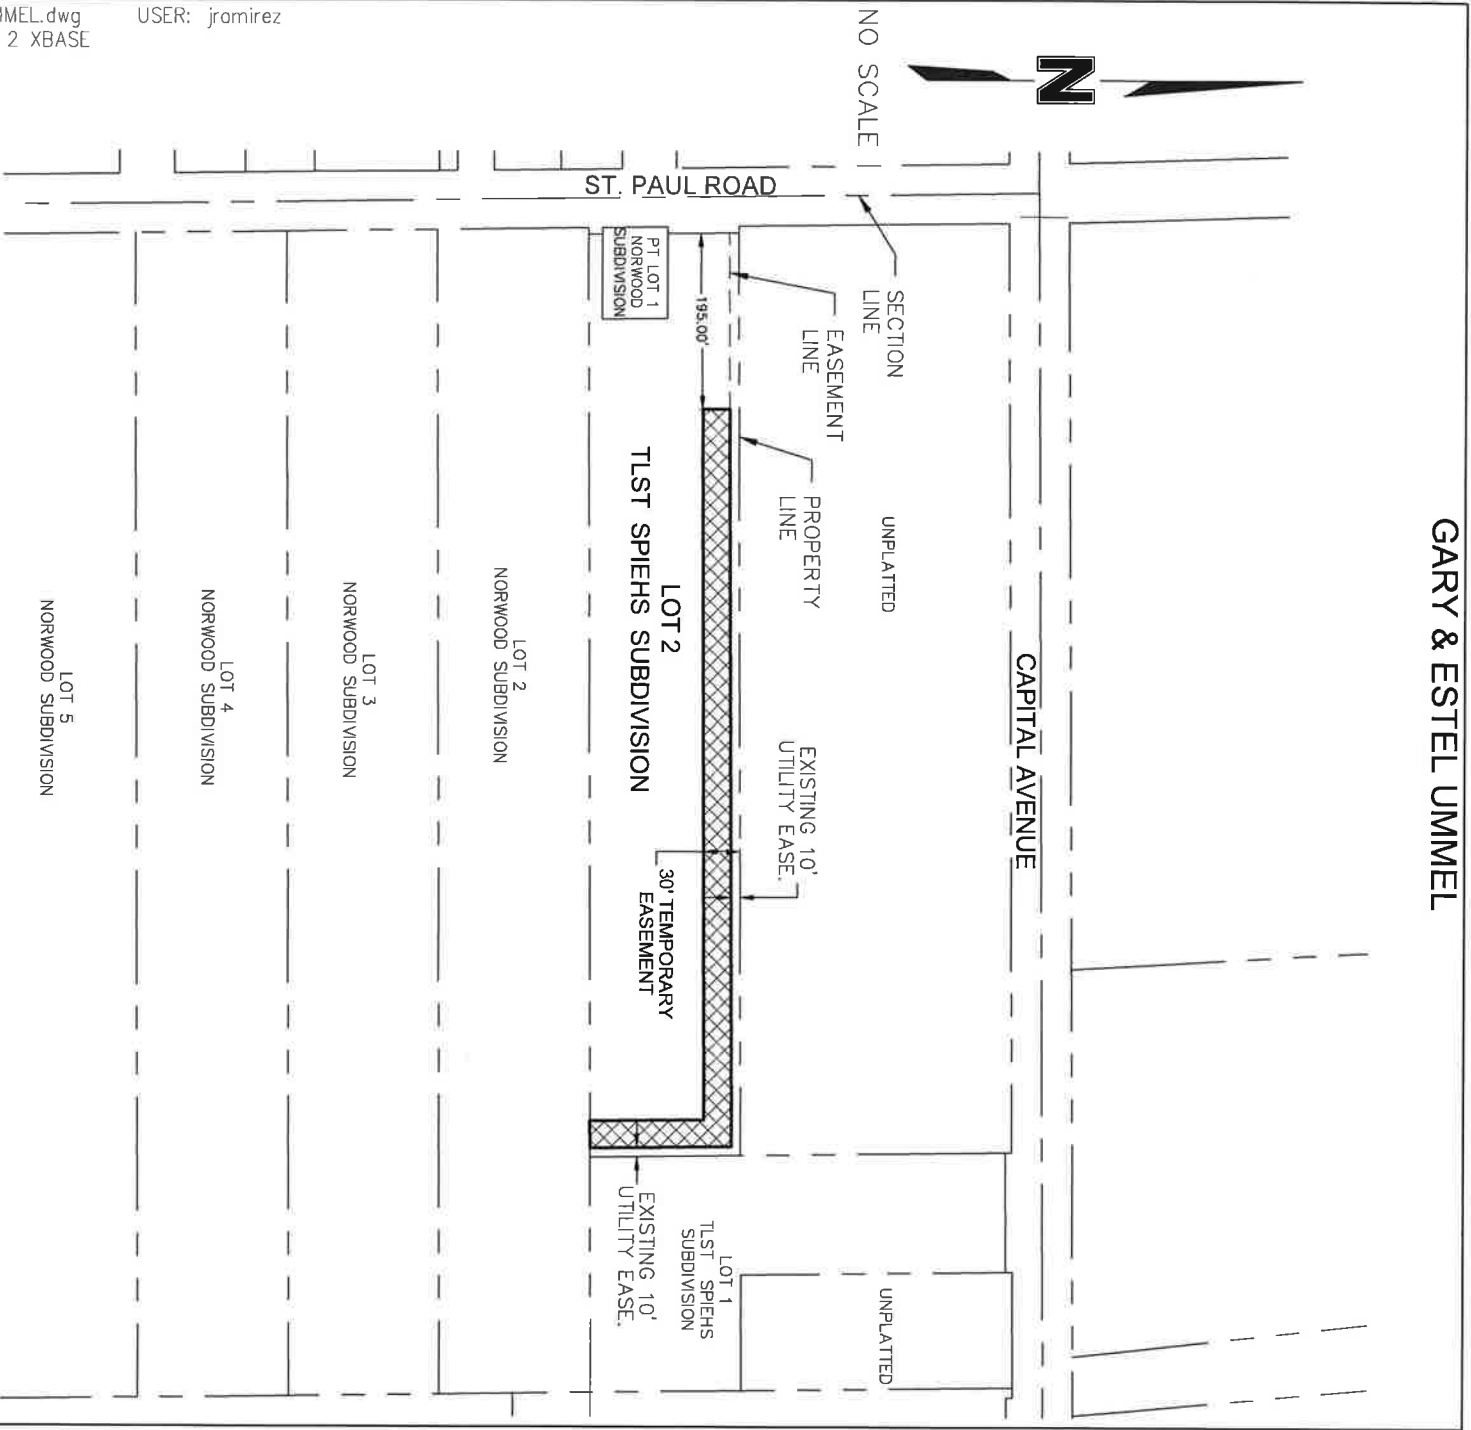 MMEL.dwg USER: jramirez
2 XBASE
GARY & ESTEL UMMEL
NO SCALE
N
ST. PAUL ROAD
CAPITAL AVENUE
SECTION
LINE
EASEMENT
LINE
PROPERTY
LINE
UNPLATTED
EXISTING 10'
UTILITY EASE.
PT LOT 1
NORWOOD
SUBDIVISION
195.00'
LOT 2
TLST SPIEHS SUBDIVISION
30' TEMPORARY
EASEMENT
EXISTING 10'
UTILITY EASE.
LOT 1
TLST SPIEHS
SUBDIVISION
UNPLATTED
LOT 2
NORWOOD SUBDIVISION
LOT 3
NORWOOD SUBDIVISION
LOT 4
NORWOOD SUBDIVISION
LOT 5
NORWOOD SUBDIVISION